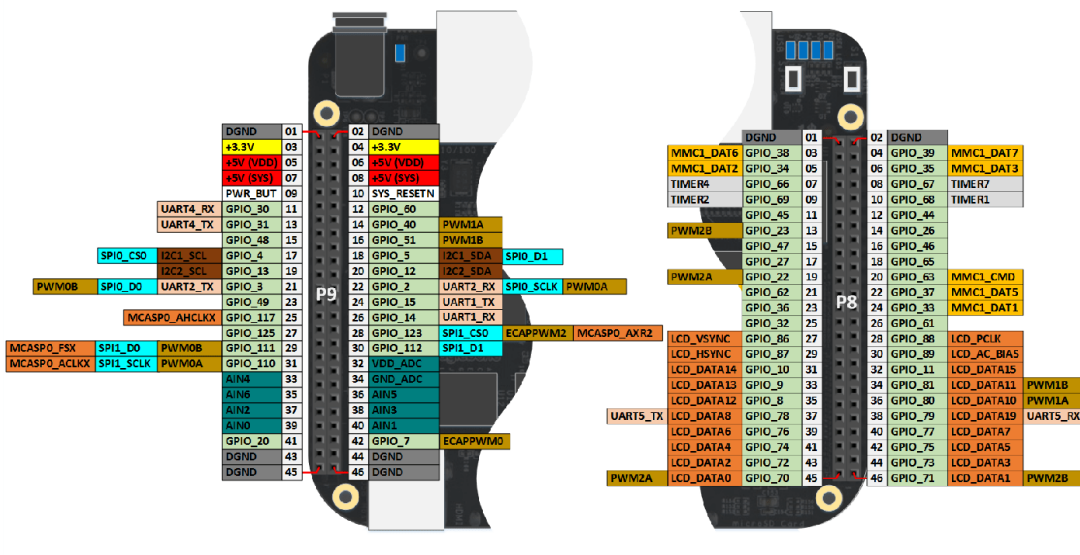 DGND 01 02 DGND
+3.3V 03 04 +3.3V
+5V (VDD) 05 06 +5V (VDD)
+5V (SYS) 07 08 +5V (SYS)
PWR_BUT 09 10 SYS_RESETN
UART4_RX GPIO_30 11 12 GPIO_60
UART4_TX GPIO_31 13 14 GPIO_40 PWM1A
GPIO_48 15 16 GPIO_51 PWM1B
SPI0_CS0 I2C1_SCL GPIO_4 17 18 GPIO_5 I2C1_SDA SPI0_D1
I2C2_SCL GPIO_13 19 20 GPIO_12 I2C2_SDA
PWM0B SPI0_D0 UART2_TX GPIO_3 21 22 GPIO_2 UART2_RX SPI0_SCLK PWM0A
GPIO_49 23 24 GPIO_15 UART1_TX
MCASP0_AHCLKX GPIO_117 25 26 GPIO_14 UART1_RX
GPIO_125 27 28 GPIO_123 SPI1_CS0 ECAPPWM2 MCASP0_AXR2
MCASP0_FSX SPI1_D0 PWM0B GPIO_111 29 30 GPIO_112 SPI1_D1
MCASP0_ACLKX SPI1_SCLK PWM0A GPIO_110 31 32 VDD_ADC
AIN4 33 34 GND_ADC
AIN6 35 36 AIN5
AIN2 37 38 AIN3
AIN0 39 40 AIN1
GPIO_20 41 42 GPIO_7 ECAPPWM0
DGND 43 44 DGND
DGND 45 46 DGND
P9
DGND 01 02 DGND
MMC1_DAT6 GPIO_38 03 04 GPIO_39 MMC1_DAT7
MMC1_DAT2 GPIO_34 05 06 GPIO_35 MMC1_DAT3
TIMER4 GPIO_66 07 08 GPIO_67 TIMER7
TIMER2 GPIO_69 09 10 GPIO_68 TIMER1
GPIO_45 11 12 GPIO_44
PWM2B GPIO_23 13 14 GPIO_26
GPIO_47 15 16 GPIO_46
GPIO_27 17 18 GPIO_65
PWM2A GPIO_22 19 20 GPIO_63 MMC1_CMD
GPIO_62 21 22 GPIO_37 MMC1_DAT5
GPIO_36 23 24 GPIO_33 MMC1_DAT1
GPIO_32 25 26 GPIO_61
LCD_VSYNC GPIO_86 27 28 GPIO_88 LCD_PCLK
LCD_HSYNC GPIO_87 29 30 GPIO_89 LCD_AC_BIAS
LCD_DATA14 GPIO_10 31 32 GPIO_11 LCD_DATA15
LCD_DATA13 GPIO_9 33 34 GPIO_81 LCD_DATA11 PWM1B
LCD_DATA12 GPIO_8 35 36 GPIO_80 LCD_DATA10 PWM1A
UART5_TX LCD_DATA8 GPIO_78 37 38 GPIO_79 LCD_DATA19 UART5_RX
LCD_DATA6 GPIO_76 39 40 GPIO_77 LCD_DATA7
LCD_DATA4 GPIO_74 41 42 GPIO_75 LCD_DATA5
LCD_DATA2 GPIO_72 43 44 GPIO_73 LCD_DATA3
PWM2A LCD_DATA0 GPIO_70 45 46 GPIO_71 LCD_DATA1 PWM2B
P8
microSD Card